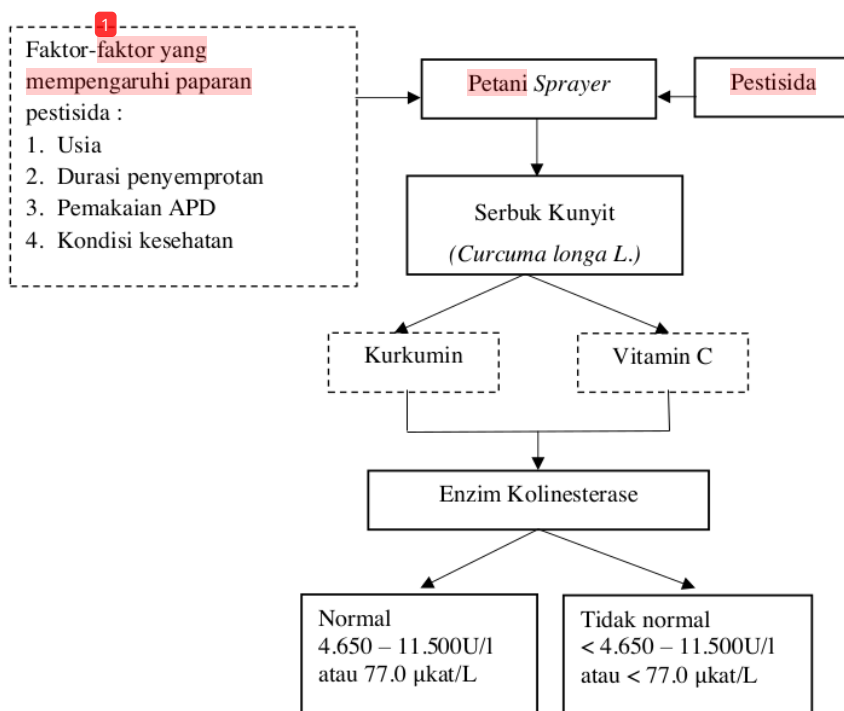 1
Faktor-faktor yang
mempengaruhi paparan
pestisida :
1. Usia
2. Durasi penyemprotan
3. Pemakaian APD
4. Kondisi kesehatan
Petani Sprayer
Pestisida
Serbuk Kunyit
(Curcuma longa L.)
Kurkumin
Vitamin C
Enzim Kolinesterase
Normal
4.650 – 11.500U/l
atau 77.0 µkat/L
Tidak normal
< 4.650 – 11.500U/l
atau < 77.0 µkat/L